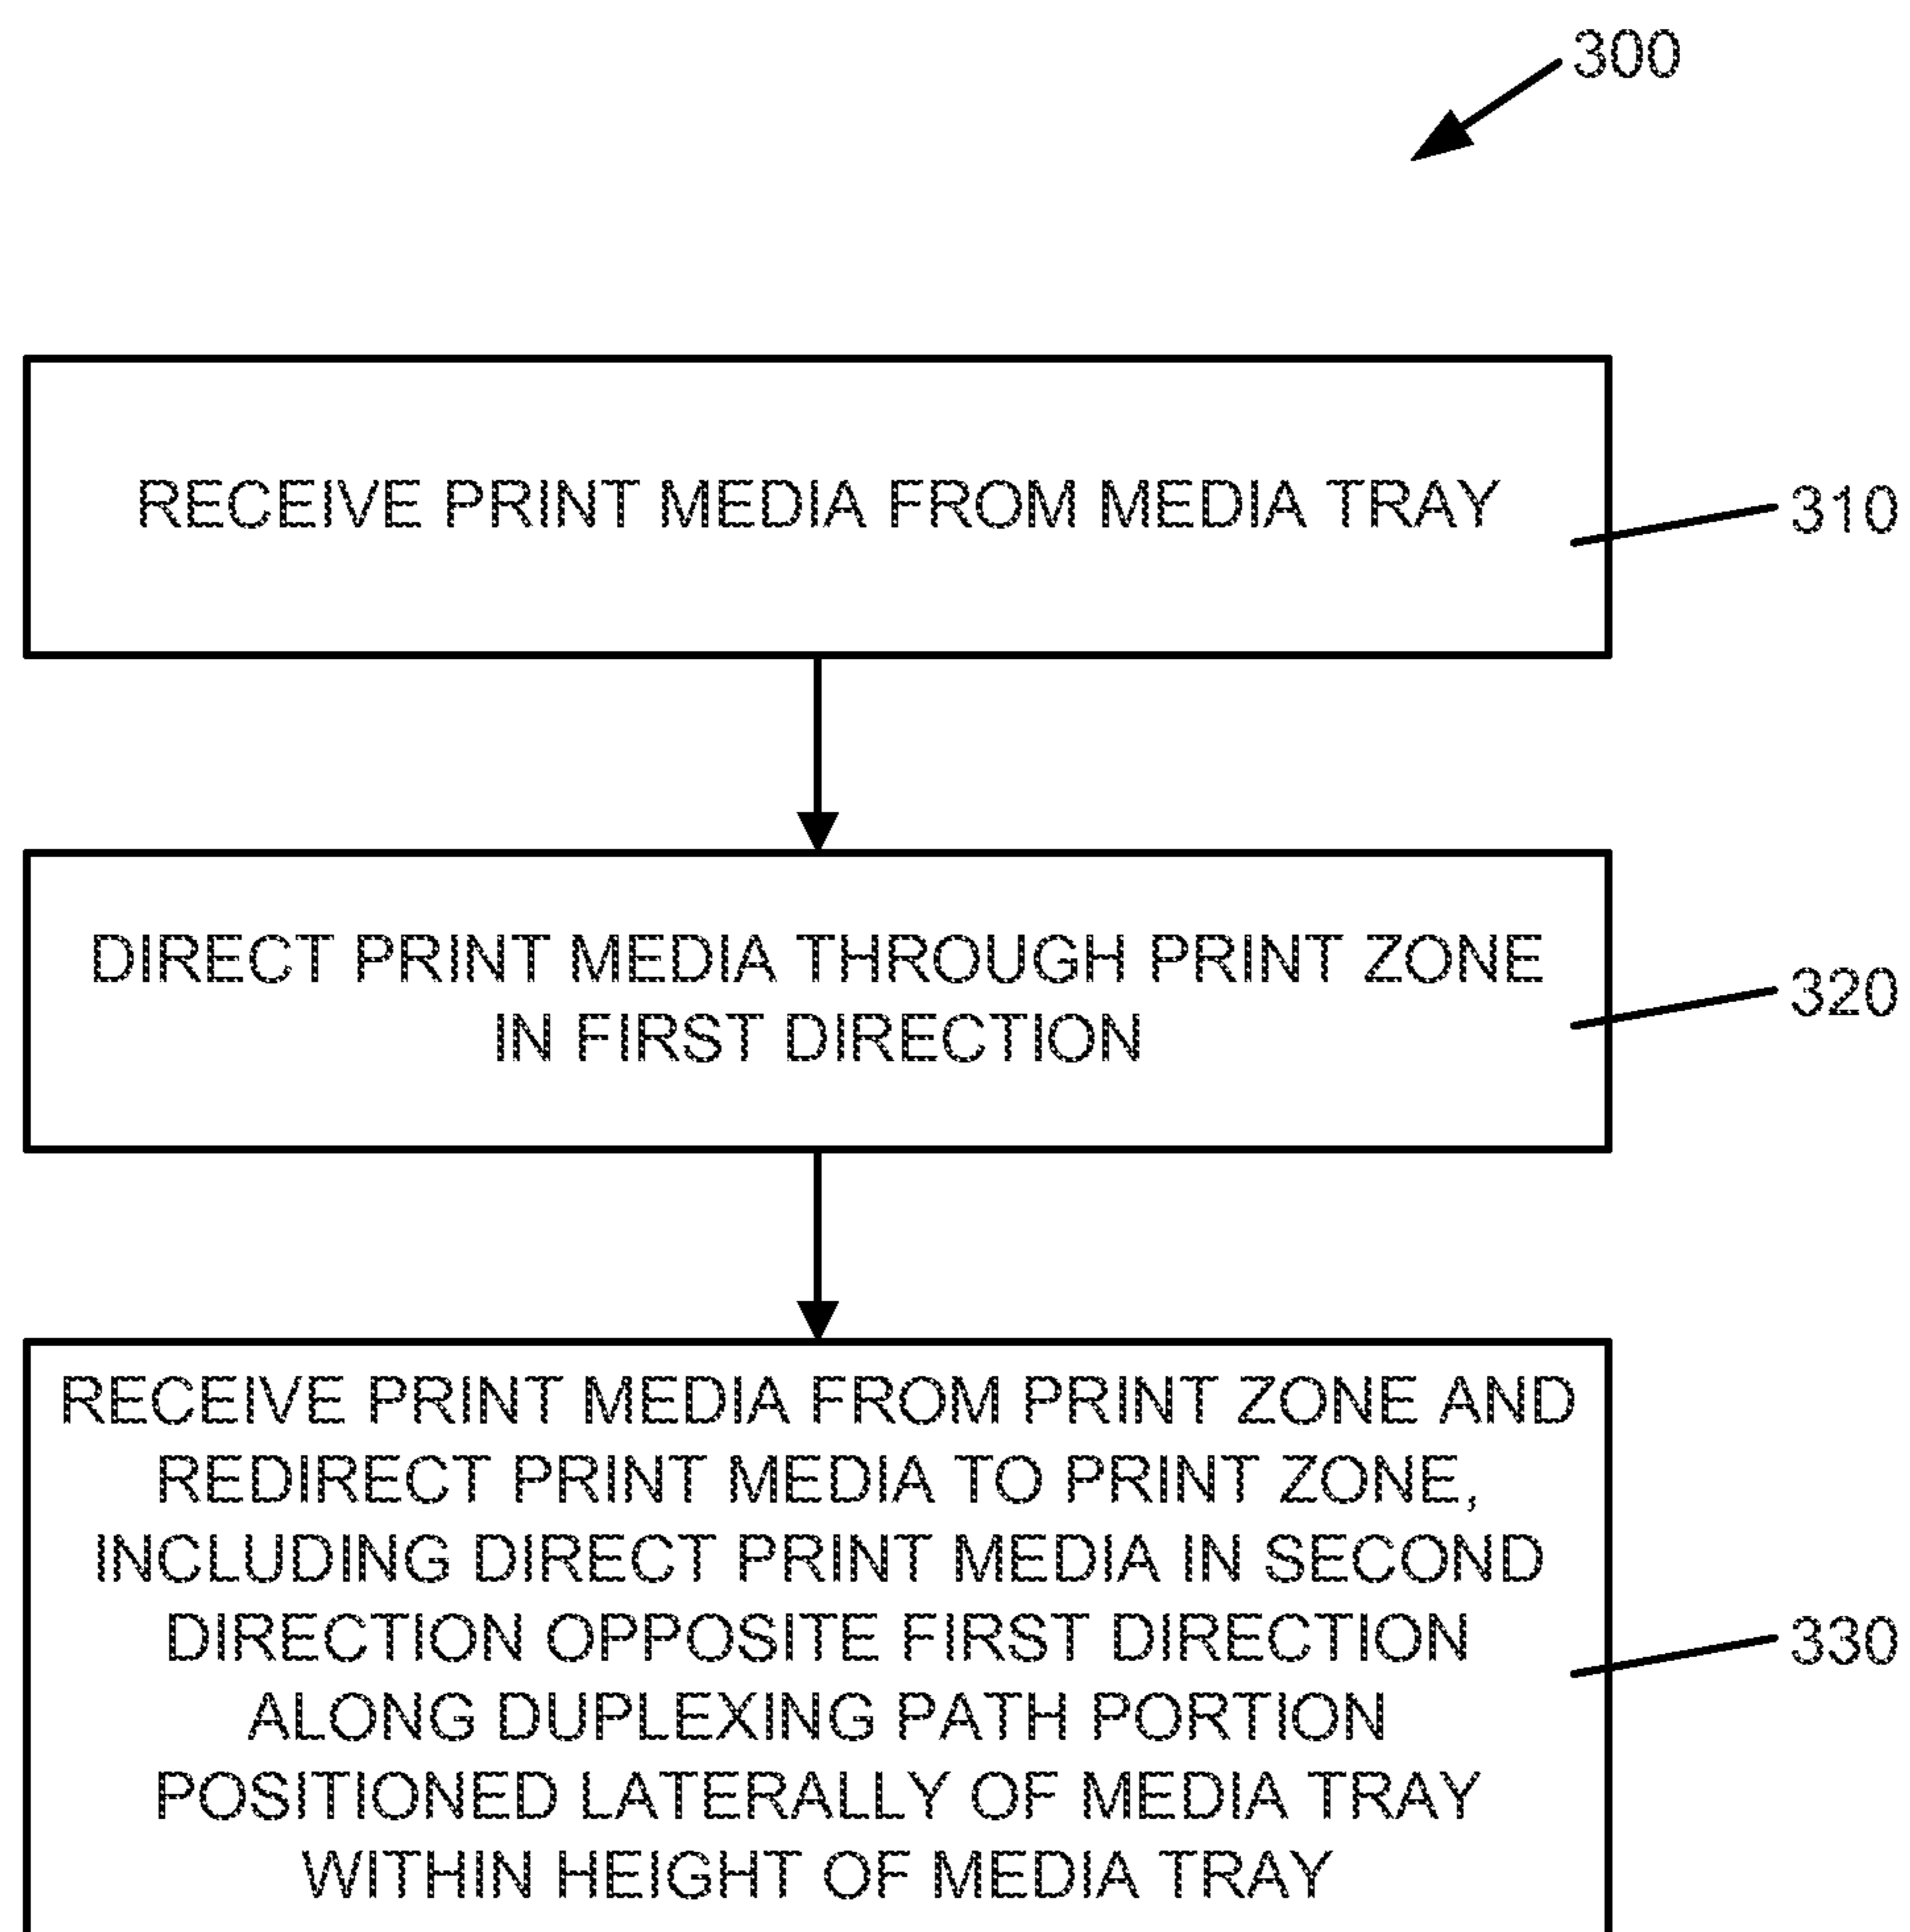 300
RECEIVE PRINT MEDIA FROM MEDIA TRAY
310
DIRECT PRINT MEDIA THROUGH PRINT ZONE
IN FIRST DIRECTION
320
RECEIVE PRINT MEDIA FROM PRINT ZONE AND
REDIRECT PRINT MEDIA TO PRINT ZONE,
INCLUDING DIRECT PRINT MEDIA IN SECOND
DIRECTION OPPOSITE FIRST DIRECTION
ALONG DUPLEXING PATH PORTION
POSITIONED LATERALLY OF MEDIA TRAY
WITHIN HEIGHT OF MEDIA TRAY
330